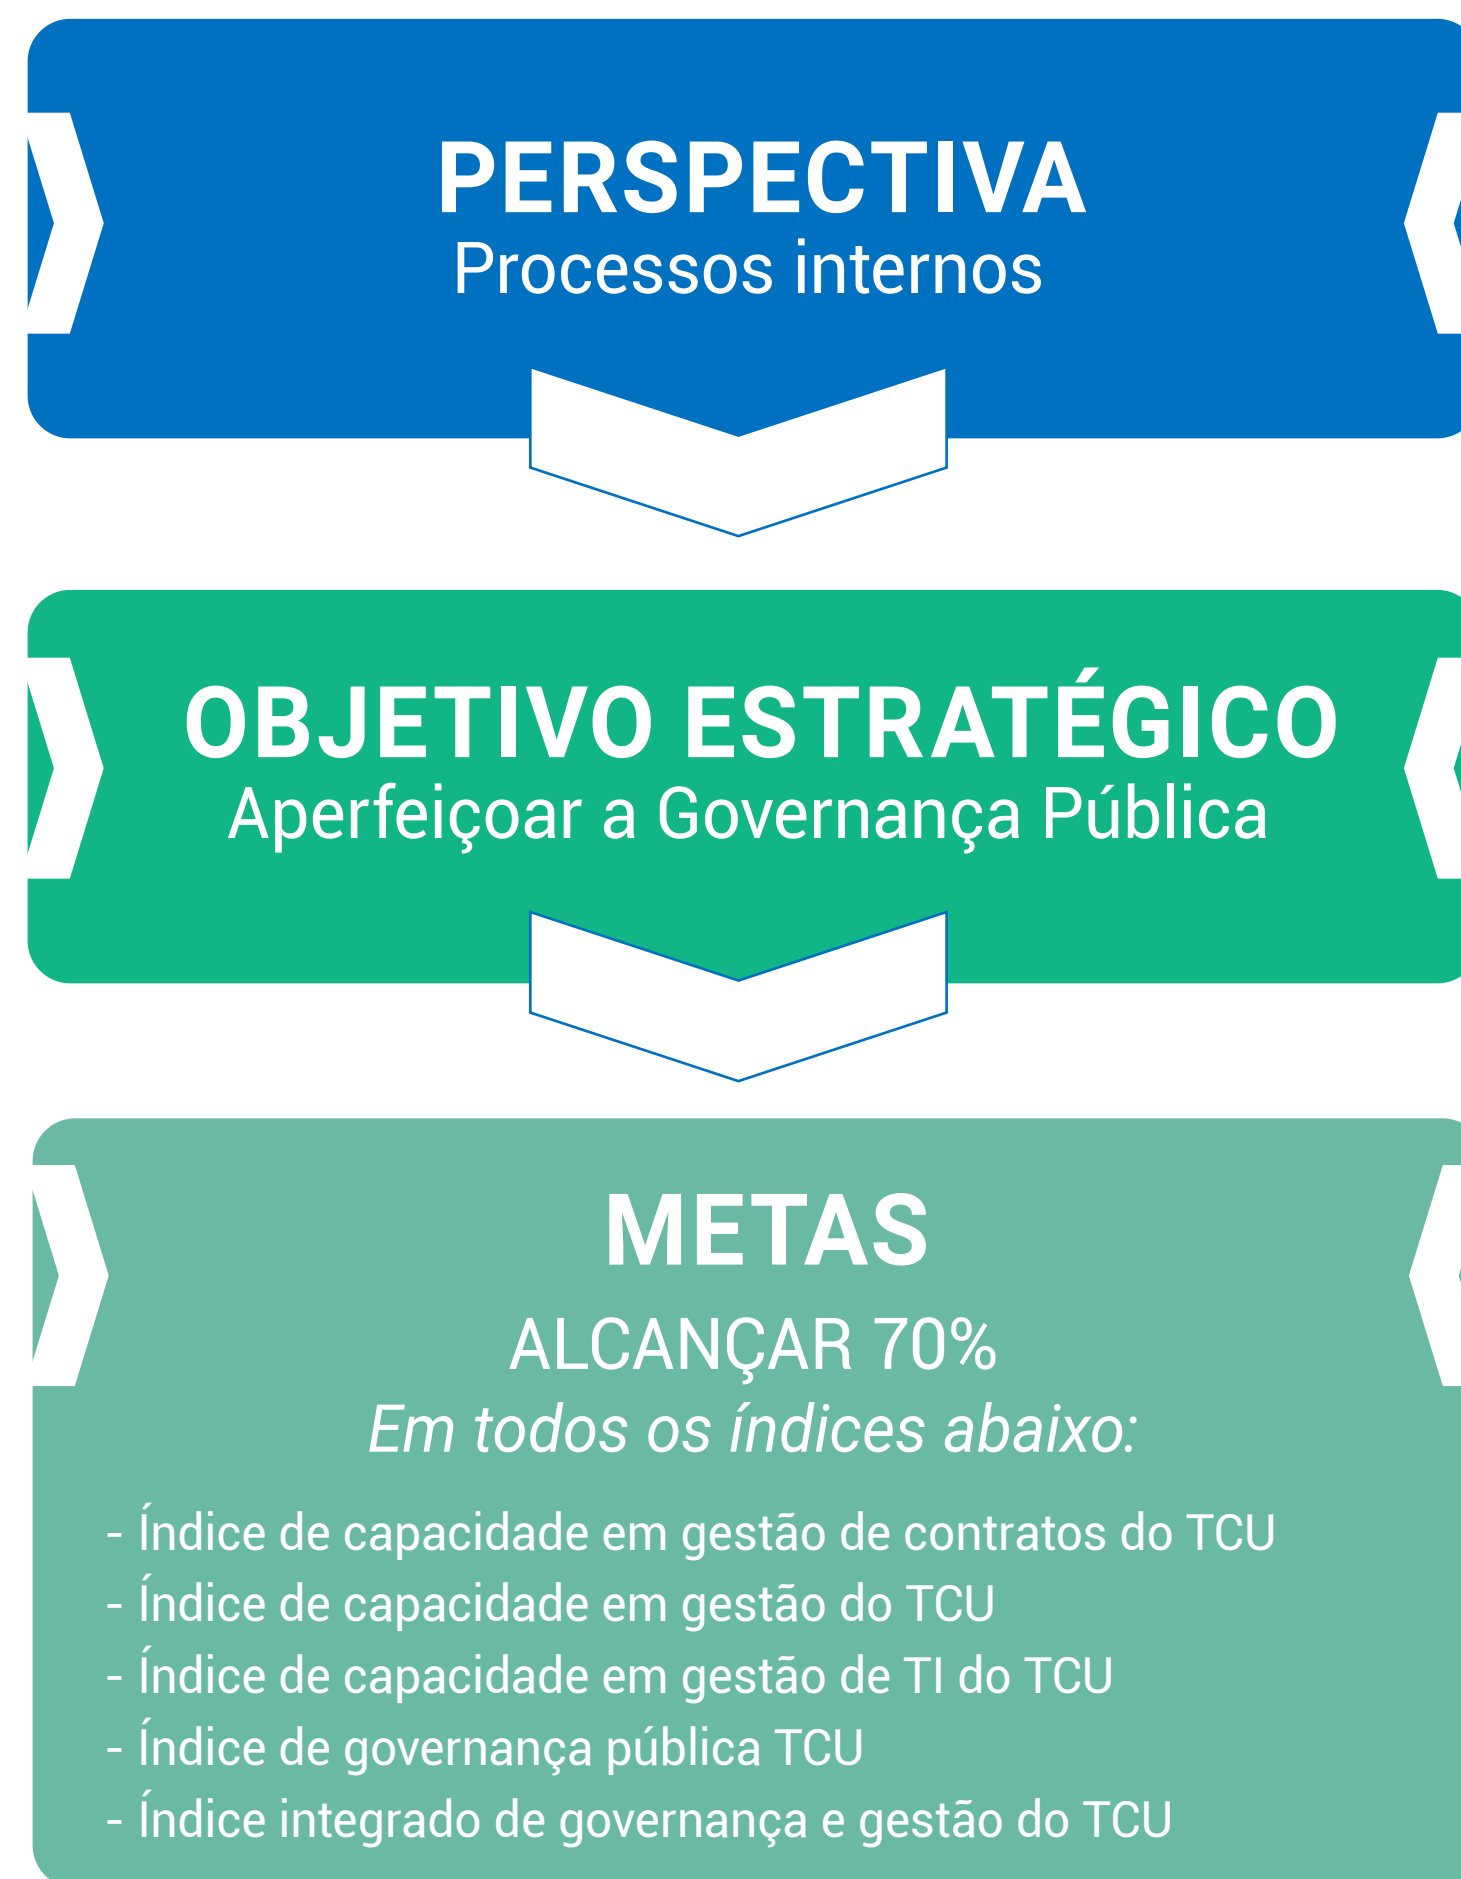 PERSPECTIVA
Processos internos
OBJETIVO ESTRATÉGICO
Aperfeiçoar a Governança Pública
METAS
ALCANÇAR 70%
Em todos os índices abaixo:
- Índice de capacidade em gestão de contratos do TCU
- Índice de capacidade em gestão do TCU
- Índice de capacidade em gestão de TI do TCU
- Índice de governança pública TCU
- Índice integrado de governança e gestão do TCU